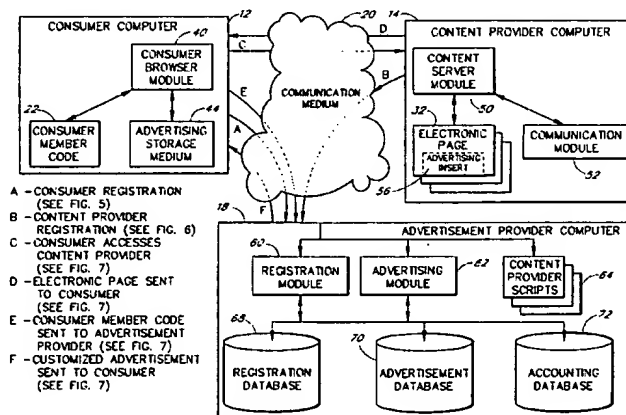 12
20
14
CONSUMER COMPUTER
40
CONSUMER
BROWSER
MODULE
22
44
CONSUMER
MEMBER
CODE
ADVERTISING
STORAGE
MEDIUM
D
C
E
A
B
F
COMMUNICATION
MEDIUM
CONTENT PROVIDER COMPUTER
CONTENT
SERVER
MODULE
50
32
ELECTRONIC
PAGE
ADVERTISING
INSERT
56
COMMUNICATION
MODULE
52
A - CONSUMER REGISTRATION
(SEE FIG. 5)
B - CONTENT PROVIDER
REGISTRATION (SEE FIG. 6)
C - CONSUMER ACCESSES
CONTENT PROVIDER
(SEE FIG. 7)
D - ELECTRONIC PAGE SENT
TO CONSUMER
(SEE FIG. 7)
E - CONSUMER MEMBER CODE
SENT TO ADVERTISEMENT
PROVIDER (SEE FIG. 7)
F - CUSTOMIZED ADVERTISEMENT
SENT TO CONSUMER
(SEE FIG. 7)
18
ADVERTISEMENT PROVIDER COMPUTER
60
REGISTRATION
MODULE
ADVERTISING
MODULE
62
CONTENT
PROVIDER
SCRIPTS
64
68
REGISTRATION
DATABASE
70
ADVERTISEMENT
DATABASE
72
ACCOUNTING
DATABASE